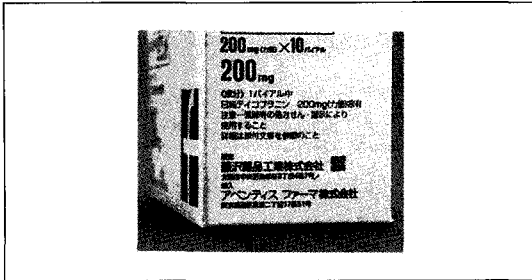 200mg(力価)×10バイアル
200mg
(成分) 1バイアル中
日局テイコプラニン 200mg(力価)含有
注意－医師等の処方せん・指示により
使用すること
詳細は添付文書を参照のこと
藤沢薬品工業株式会社
アベンティス ファーマ株式会社